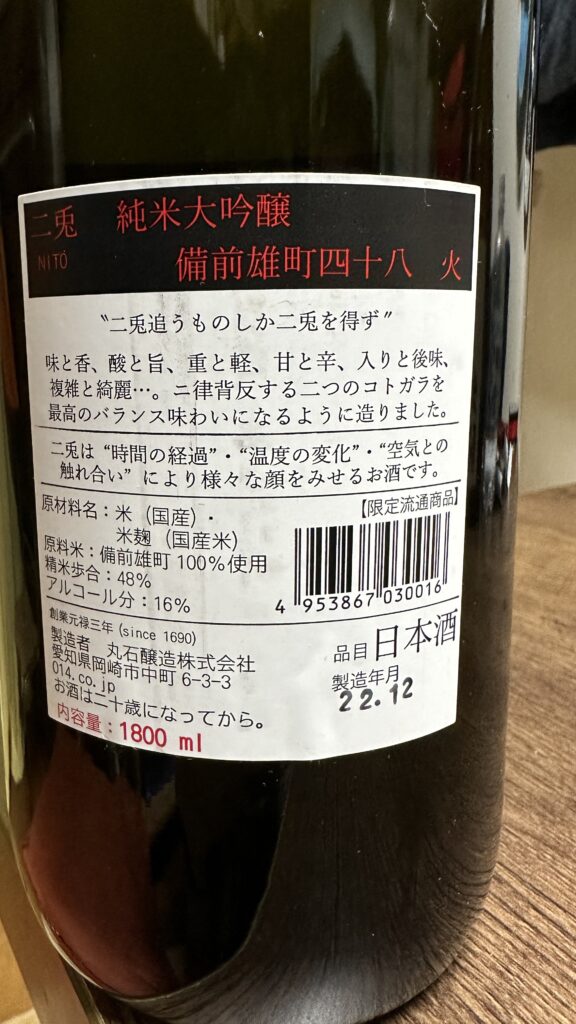 二兎 純米大吟醸
NITÓ 備前雄町四十八 火
〝二兎追うものしか二兎を得ず〟
味と香、酸と旨、重と軽、甘と辛、入りと後味、
複雑と綺麗…。ニ律背反する二つのコトガラを
最高のバランス味わいになるように造りました。
二兎は“時間の経過”・“温度の変化”・“空気との
触れ合い”により様々な顔をみせるお酒です。
原材料名：米（国産）・
米麹（国産米）
原料米：備前雄町100％使用
精米歩合：48％
アルコール分：16％
【限定流通商品】
4 953867 030016
創業元禄三年 (since 1690)
製造者 丸石醸造株式会社
愛知県岡崎市中町 6-3-3
014.co.jp
お酒は二十歳になってから。
内容量：1800 ml
品目日本酒
製造年月
22.12